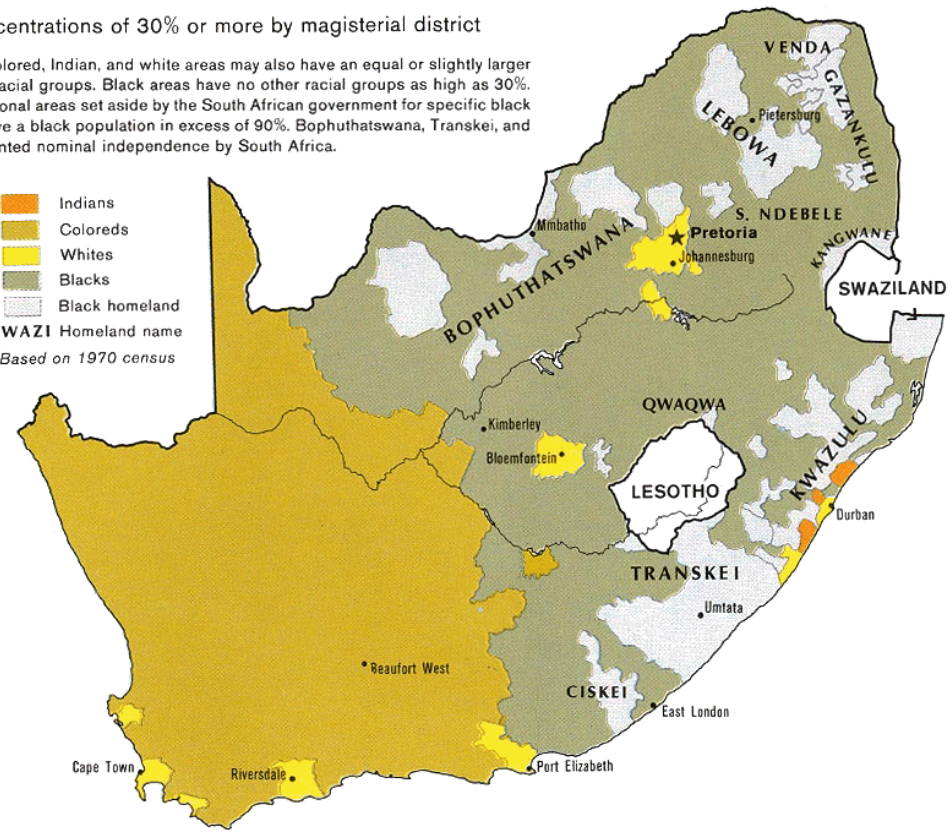 centrations of 30% or more by magisterial district
lored, Indian, and white areas may also have an equal or slightly larger
racial groups. Black areas have no other racial groups as high as 30%.
onal areas set aside by the South African government for specific black
ve a black population in excess of 90%. Bophuthatswana, Transkei, and
nted nominal independence by South Africa.
Indians
Coloreds
Whites
Blacks
Black homeland
WAZI Homeland name
Based on 1970 census
VENDA
GAZANKULU
LEBOWA
Pietersburg
S. NDEBELE
Mmbatho
Pretoria
BOPHUTHATSWANA
KANGWANE
Johannesburg
SWAZILAND
QWAQWA
Kimberley
Bloemfontein
KWAZULU
LESOTHO
Durban
TRANSKEI
Umtata
Beaufort West
CISKEI
East London
Cape Town
Riversdale
Port Elizabeth